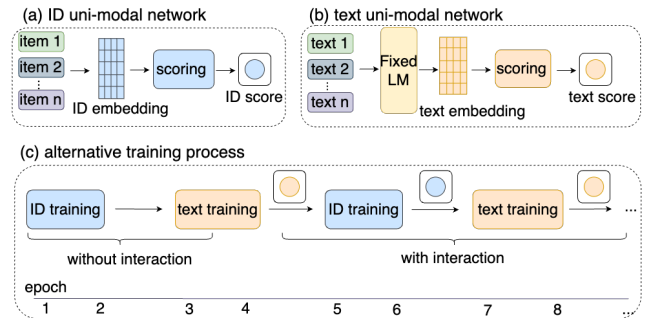 (a) ID uni-modal network
item 1
item 2
item n
ID embedding
scoring
ID score
(b) text uni-modal network
text 1
text 2
text n
Fixed
LM
text embedding
scoring
text score
(c) alternative training process
ID training
text training
ID training
text training
...
without interaction
with interaction
epoch
1 2 3 4 5 6 7 8 ...